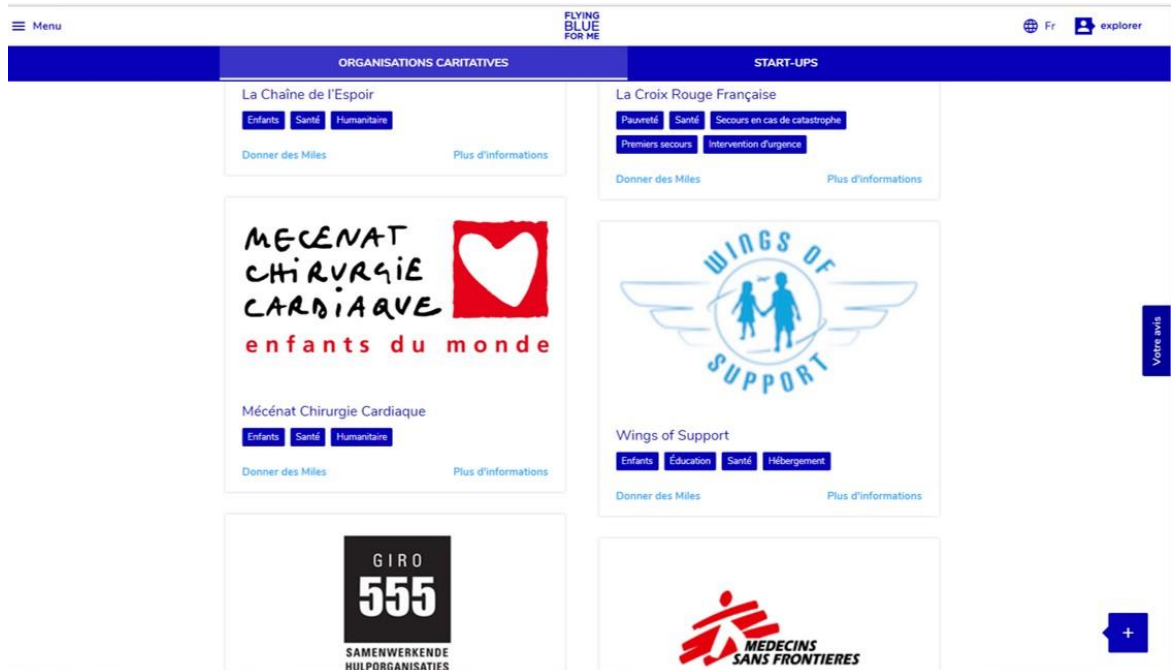 Menu
FLYING
BLUE
FOR ME
Fr
explorer
ORGANISATIONS CARITATIVES
START-UPS
La Chaîne de l'Espoir
Enfants Santé Humanitaire
Donner des Miles Plus d'informations
La Croix Rouge Française
Pauvreté Santé Secours en cas de catastrophe
Premiers secours Intervention d'urgence
Donner des Miles Plus d'informations
MECENAT
CHiRURGiE
CARDiAQUE
enfants du monde
Mécénat Chirurgie Cardiaque
Enfants Santé Humanitaire
Donner des Miles Plus d'informations
WINGS OF
SUPPORT
Wings of Support
Enfants Éducation Santé Hébergement
Donner des Miles Plus d'informations
GIRO
555
SAMENWERKENDE
HULPORGANISATIES
MEDECINS
SANS FRONTIERES
Votre avis
+